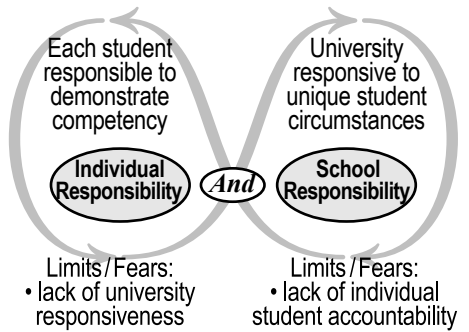 Each student
responsible to
demonstrate
competency
University
responsive to
unique student
circumstances
Individual
Responsibility
And
School
Responsibility
Limits/Fears:
• lack of university
responsiveness
Limits/Fears:
• lack of individual
student accountability